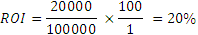 ROI = 20000/100000 × 100/1 = 20%